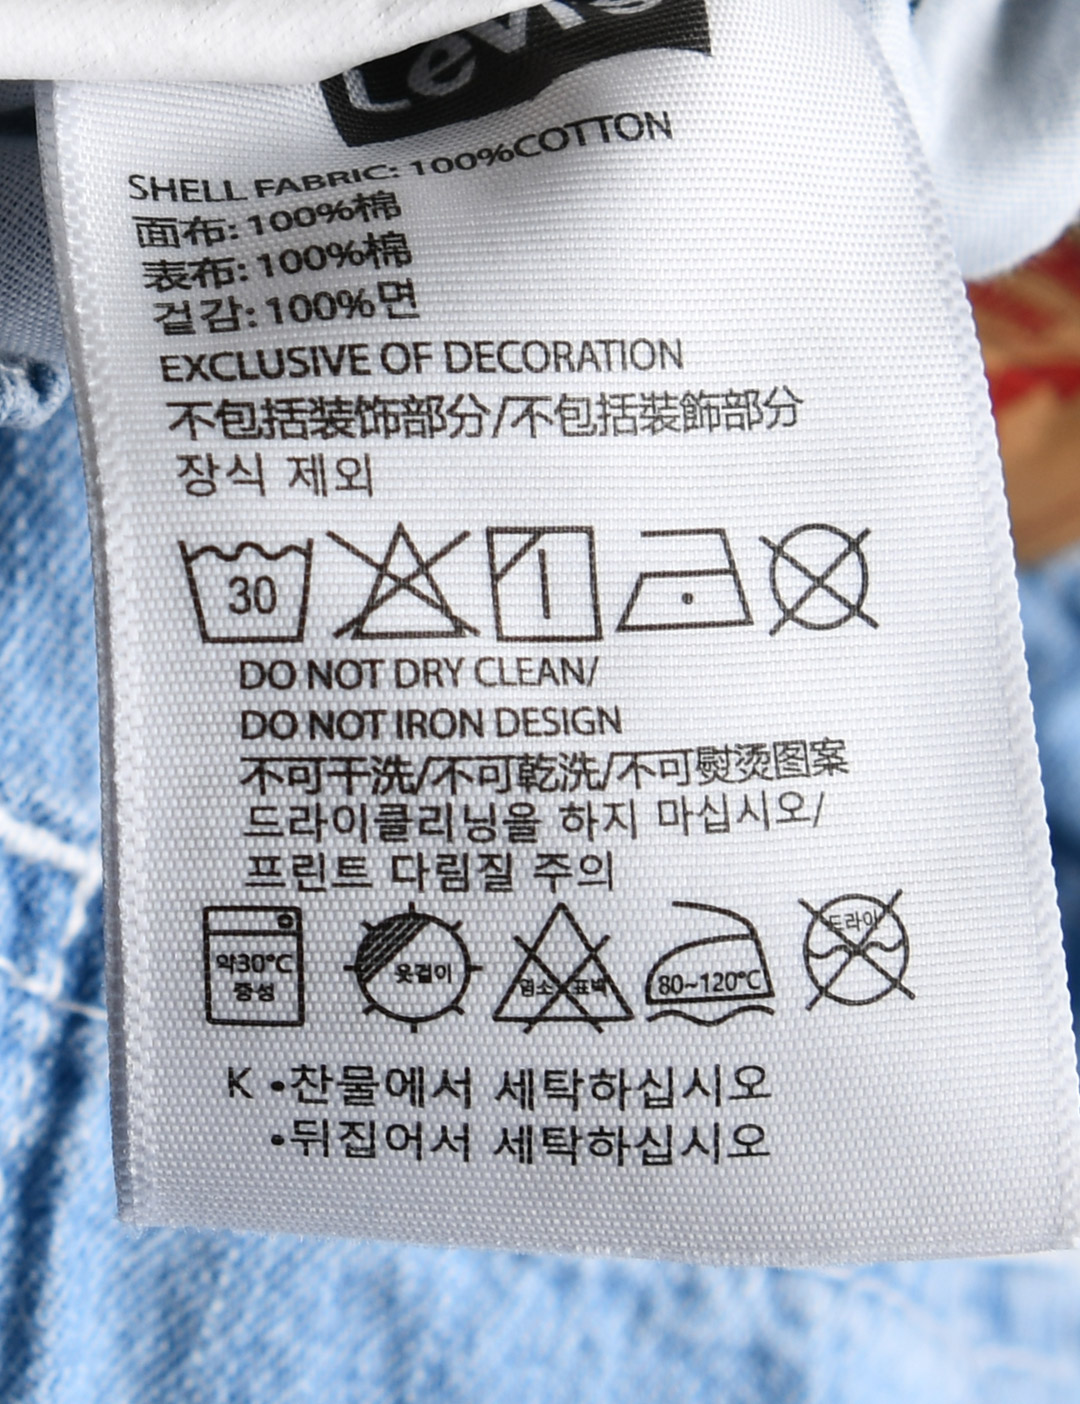 Levi's
SHELL FABRIC: 100%COTTON
面布: 100%棉
表布: 100%棉
겉감: 100%면
EXCLUSIVE OF DECORATION
不包括装饰部分/不包括裝飾部分
장식 제외
30
DO NOT DRY CLEAN/
DO NOT IRON DESIGN
不可干洗/不可乾洗/不可熨烫图案
드라이클리닝을 하지 마십시오/
프린트 다림질 주의
약30℃ 옷걸이 염소 표백 80~120℃ 드라이
중성
K •찬물에서 세탁하십시오
•뒤집어서 세탁하십시오